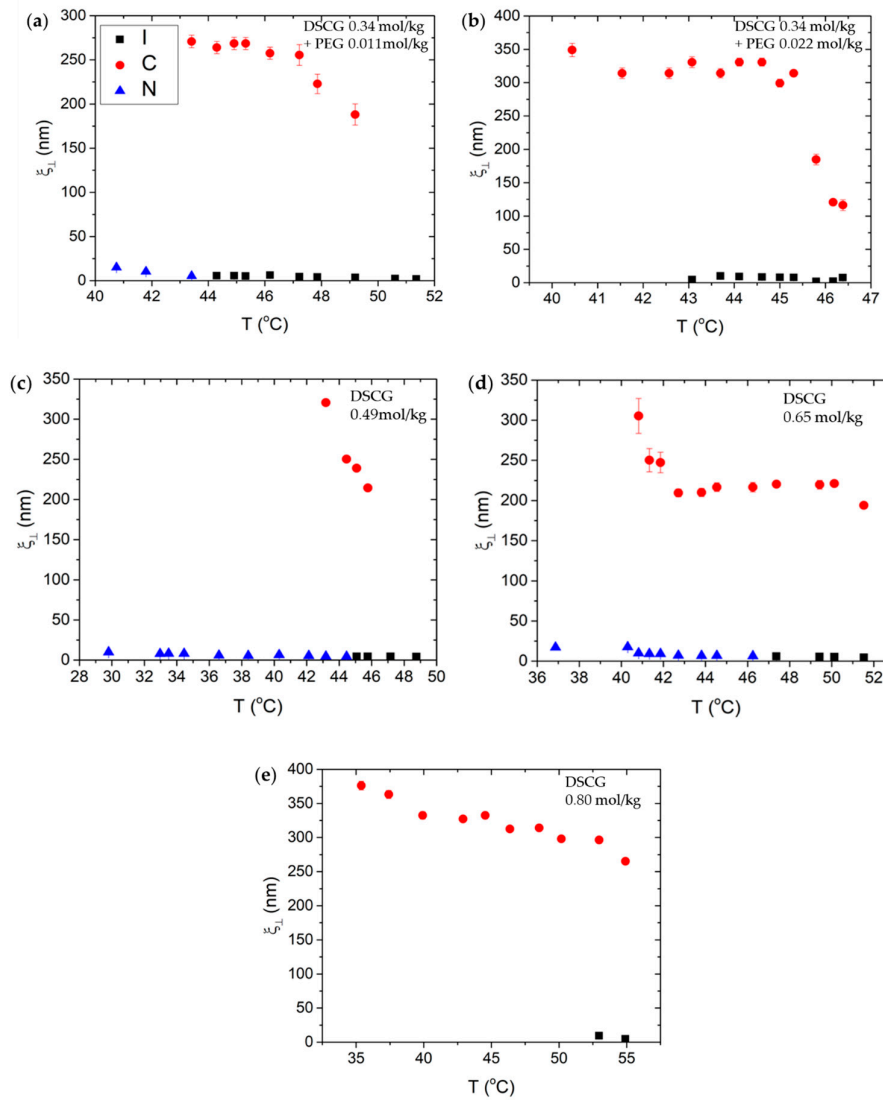 (a)
300
250
200
150
100
50
0
ξ⊥ (nm)
I
C
N
DSCG 0.34 mol/kg
+ PEG 0.011mol/kg
40 42 44 46 48 50 52
T (°C)
(b)
400
350
300
250
200
150
100
50
0
ξ⊥ (nm)
DSCG 0.34 mol/kg
+ PEG 0.022 mol/kg
40 41 42 43 44 45 46 47
T (°C)
(c)
350
300
250
200
150
100
50
0
ξ⊥ (nm)
DSCG
0.49mol/kg
28 30 32 34 36 38 40 42 44 46 48 50
T (°C)
(d)
350
300
250
200
150
100
50
0
ξ⊥ (nm)
DSCG
0.65 mol/kg
36 38 40 42 44 46 48 50 52
T (°C)
(e)
400
350
300
250
200
150
100
50
0
ξ⊥ (nm)
DSCG
0.80 mol/kg
35 40 45 50 55
T (°C)